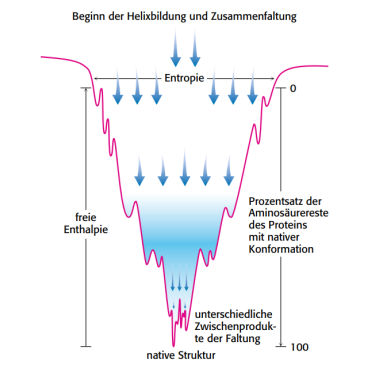 Beginn der Helixbildung und Zusammenfaltung
Entropie
0
freie
Enthalpie
Prozentsatz der
Aminosäurereste
des Proteins
mit nativer
Konformation
unterschiedliche
Zwischenproduk-
te der Faltung
100
native Struktur